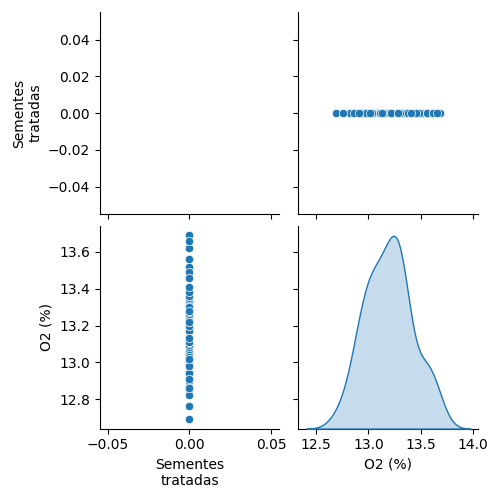 0.04
0.02
0.00
−0.02
−0.04
Sementes
tratadas
13.6
13.4
13.2
13.0
12.8
O2 (%)
−0.05
0.00
0.05
Sementes
tratadas
12.5
13.0
13.5
14.0
O2 (%)